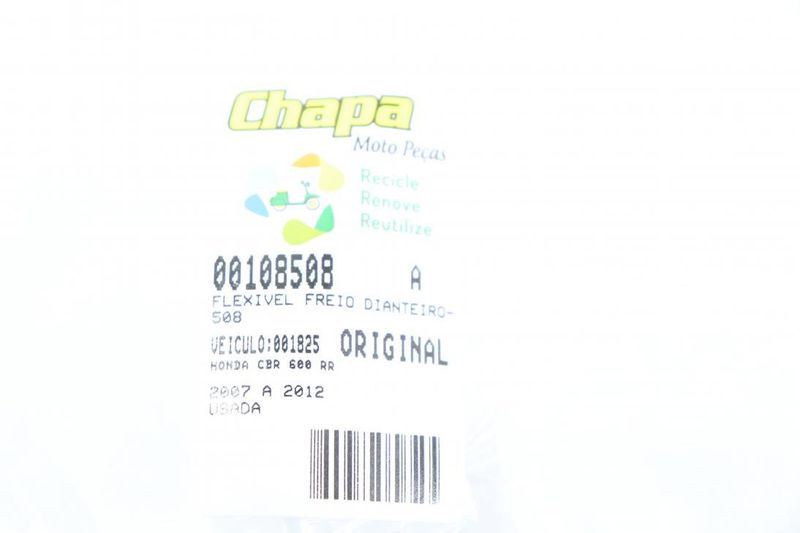 Chapa
Moto Peças
Recicle
Renove
Reutilize
00108508 A
FLEXIVEL FREIO DIANTEIRO-
508
VEICULO:001825 ORIGINAL
HONDA CBR 600 RR
2007 A 2012
USADA